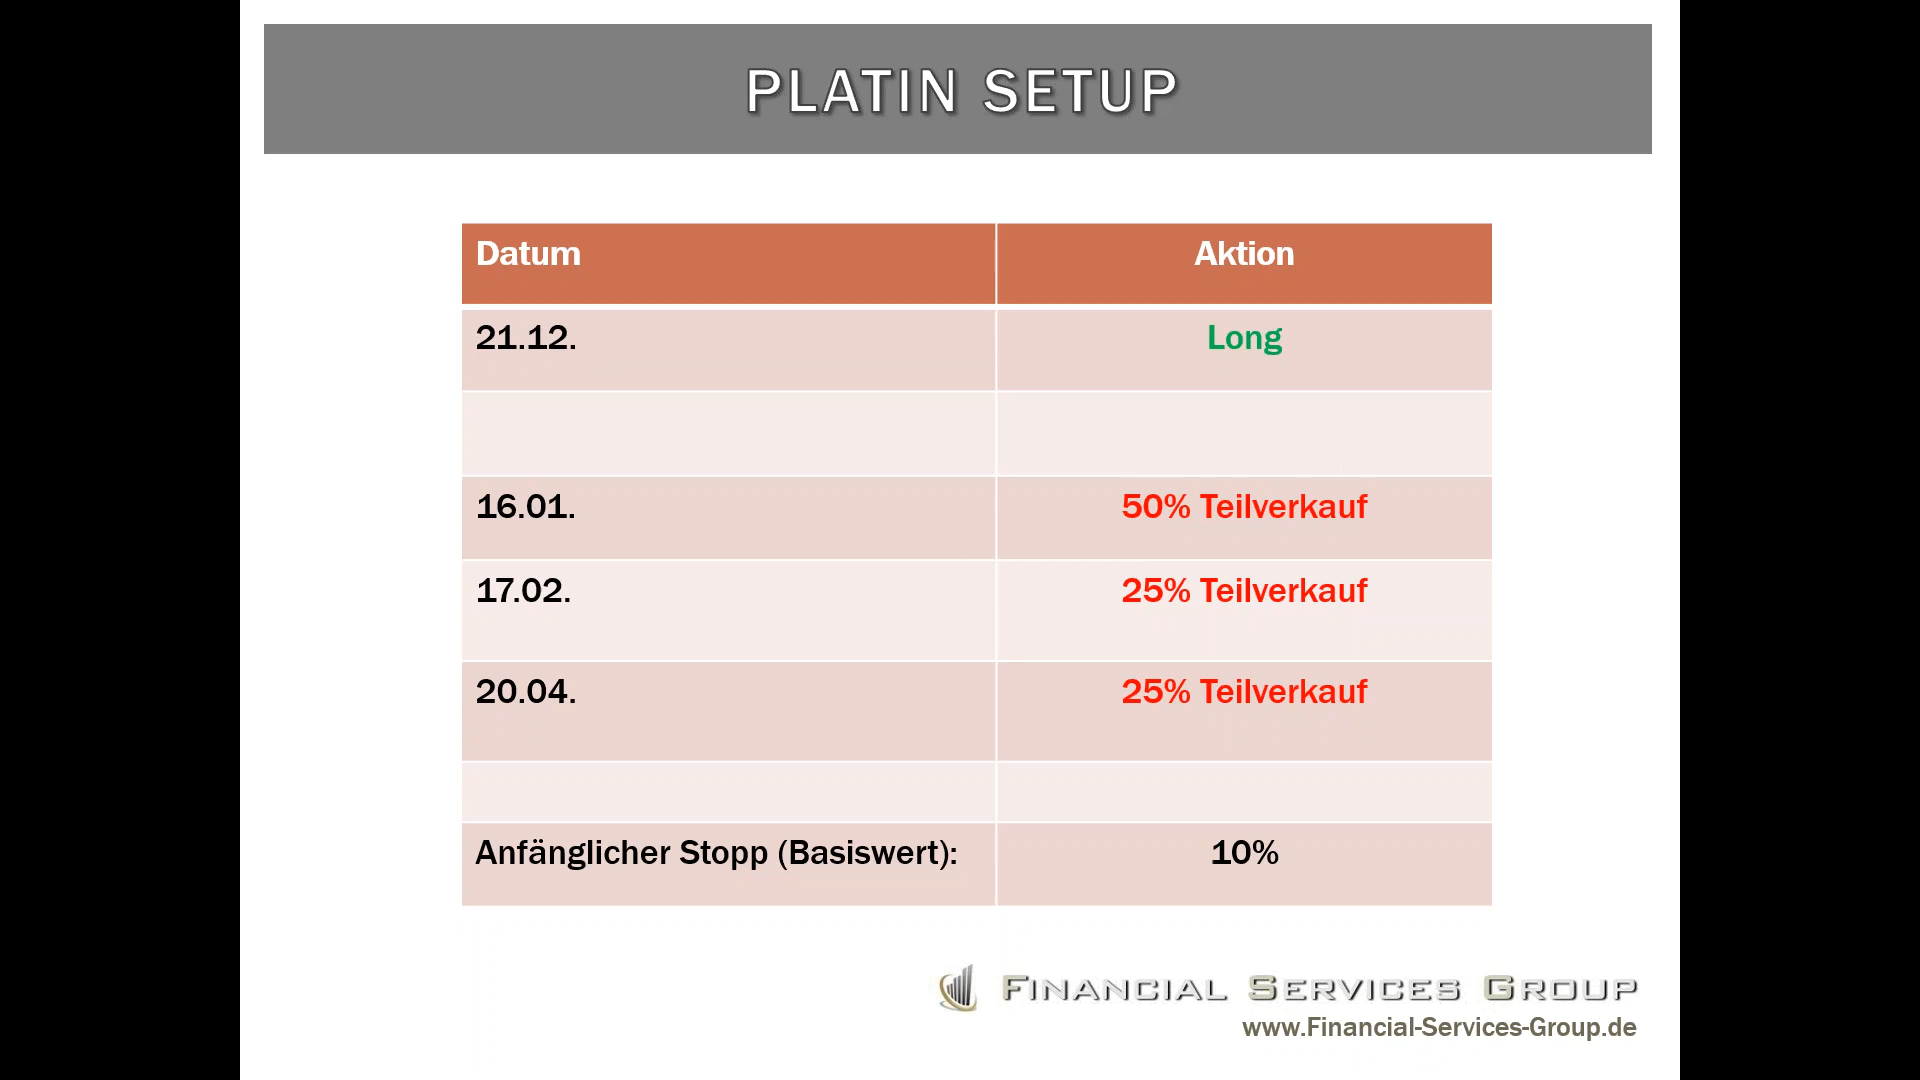 PLATIN SETUP
Datum Aktion
21.12. Long
16.01. 50% Teilverkauf
17.02. 25% Teilverkauf
20.04. 25% Teilverkauf
Anfänglicher Stopp (Basiswert): 10%
FINANCIAL SERVICES GROUP
www.Financial-Services-Group.de